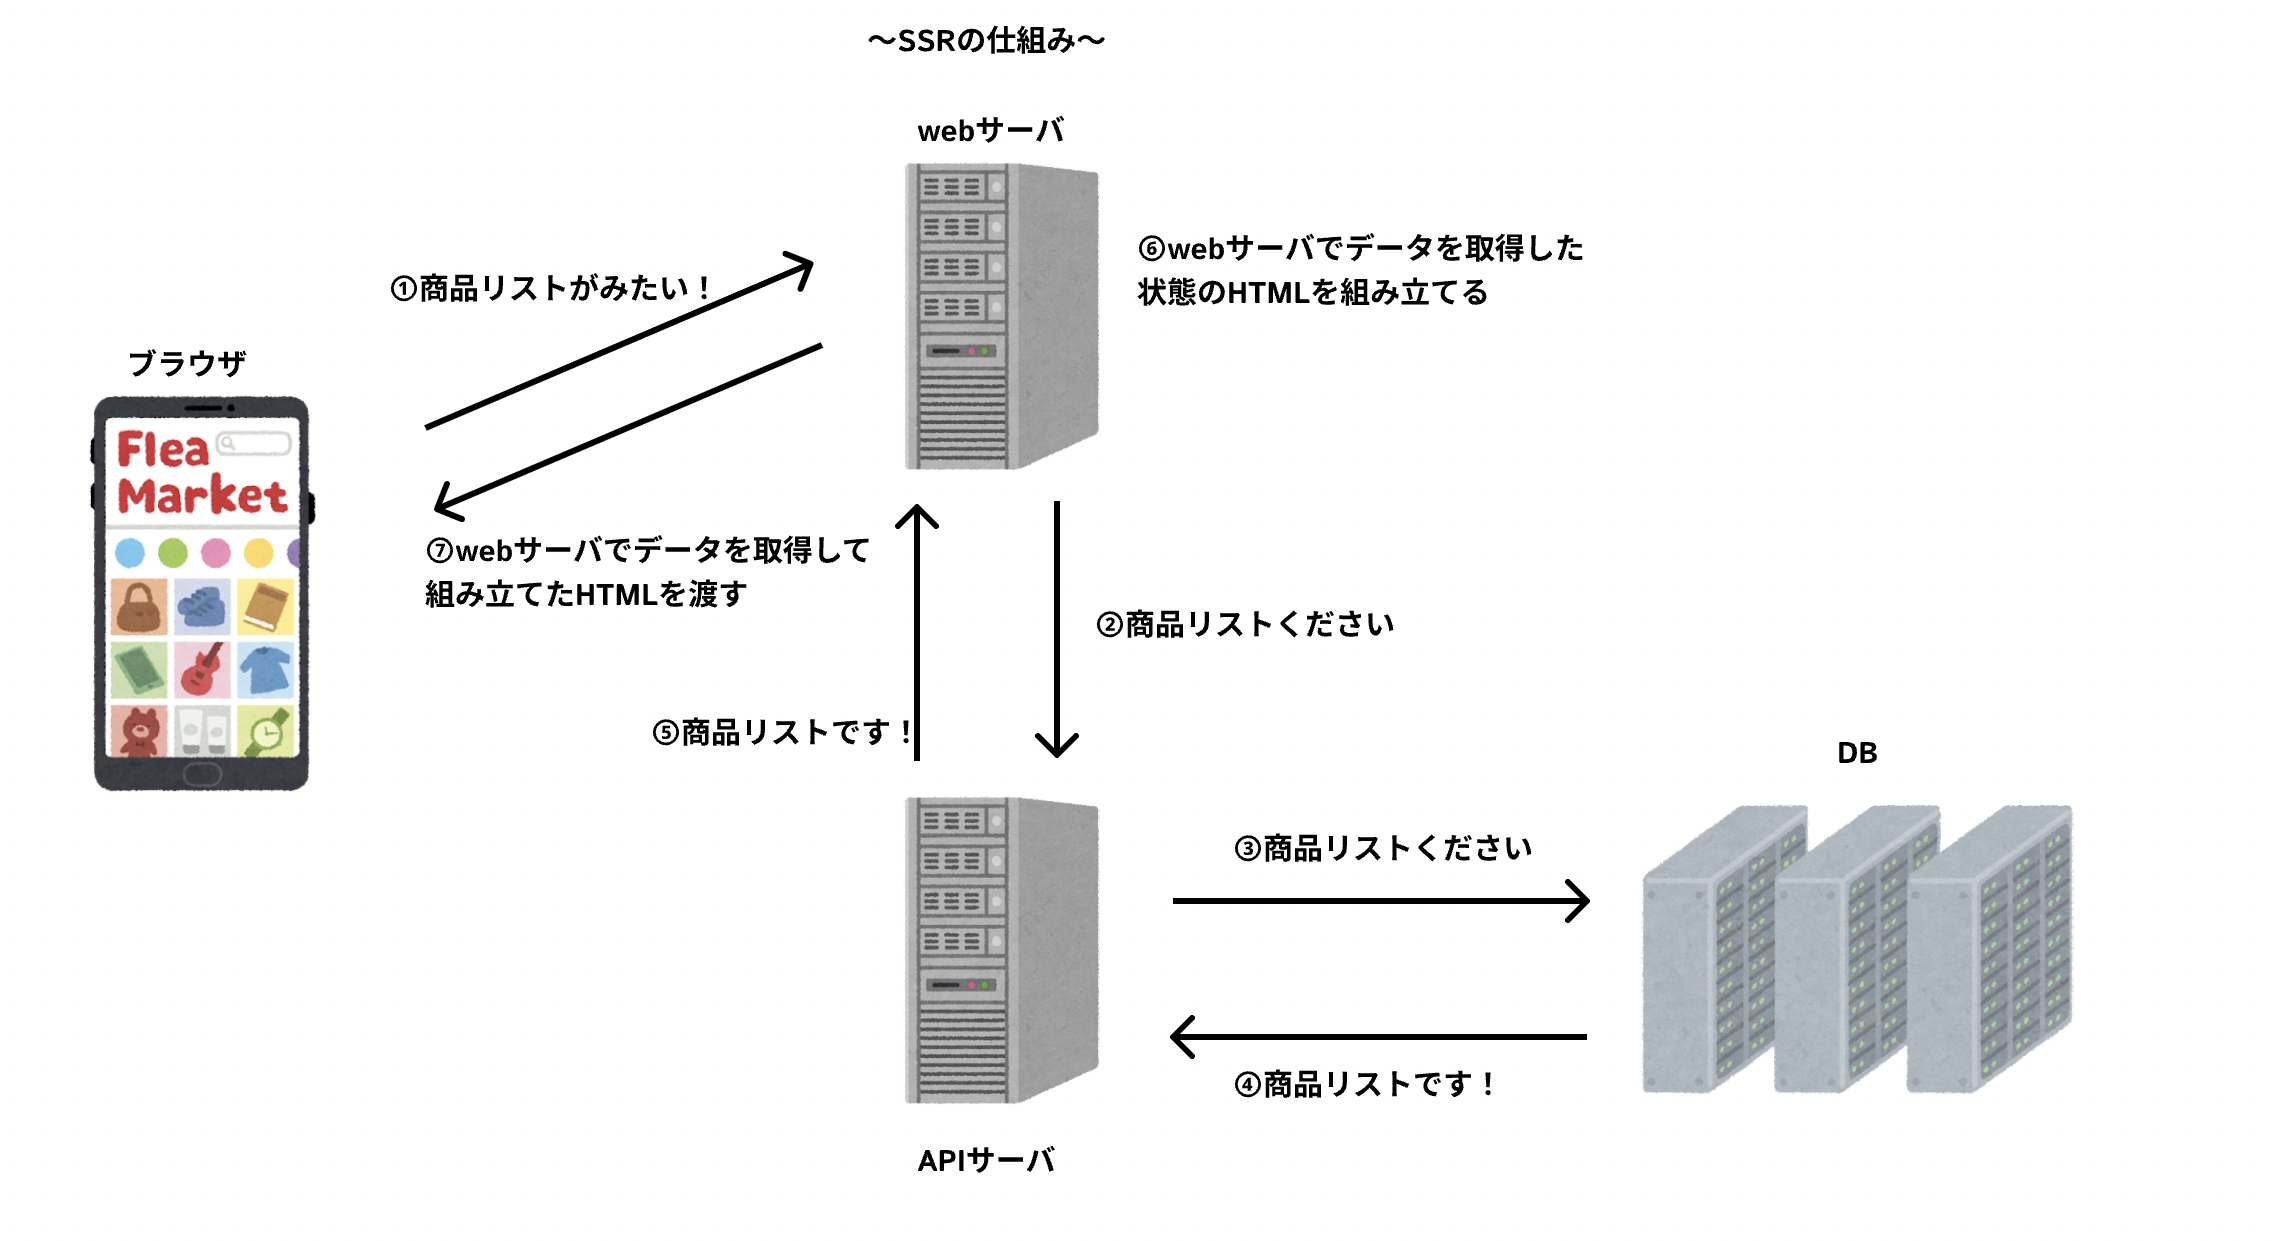 〜SSRの仕組み〜
webサーバ
①商品リストがみたい！
⑥webサーバでデータを取得した
状態のHTMLを組み立てる
ブラウザ
Flea
Market
⑦webサーバでデータを取得して
組み立てたHTMLを渡す
②商品リストください
⑤商品リストです！
DB
③商品リストください
④商品リストです！
APIサーバ